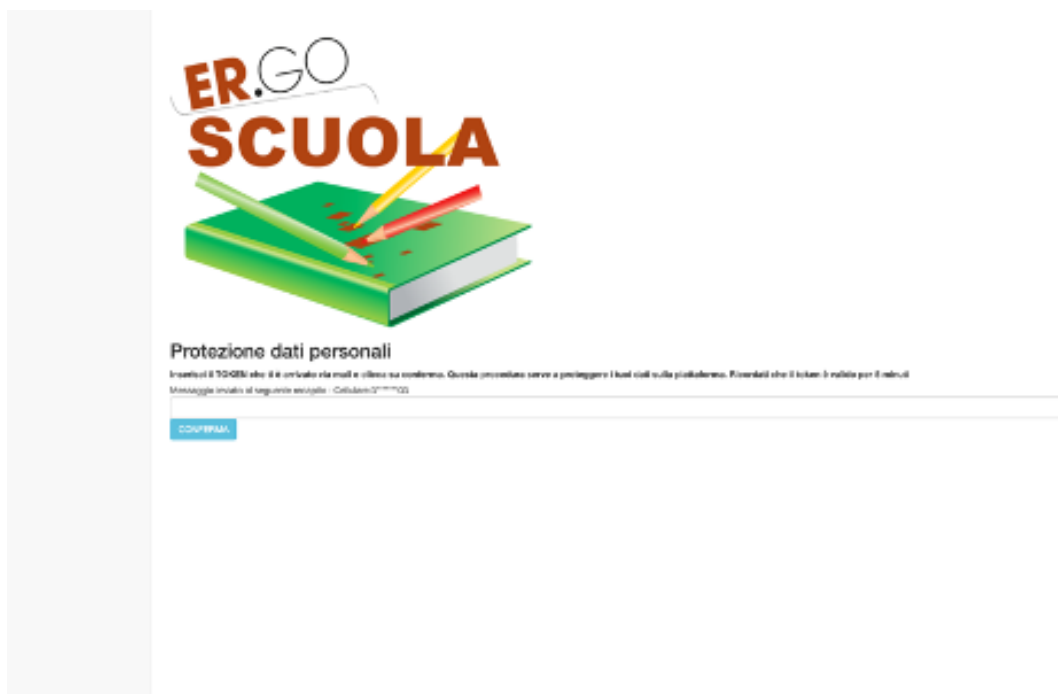 ER.GO
SCUOLA
Protezione dati personali
Inserisci il TOKEN che ti è arrivato via mail e clicca su conferma. Questa procedura serve a proteggere i tuoi dati sulla piattaforma. Ricordati che il token è valido per 5 minuti
Messaggio inviato al seguente recapito - Cellulare:
CONFERMA